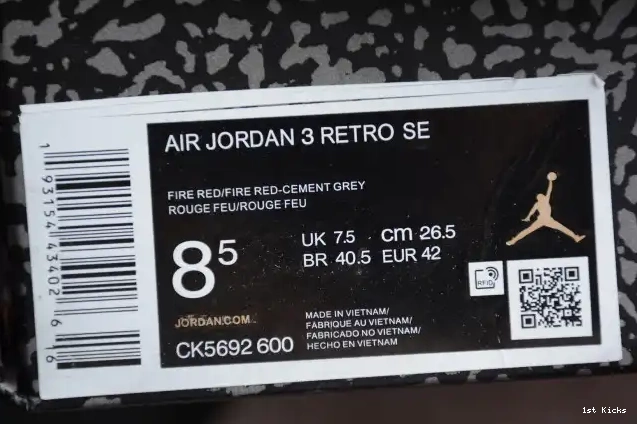 AIR JORDAN 3 RETRO SE
FIRE RED/FIRE RED-CEMENT GREY
ROUGE FEU/ROUGE FEU
8 5
UK 7.5 cm 26.5
BR 40.5 EUR 42
RFID
JORDAN.COM
CK5692 600
MADE IN VIETNAM/
FABRIQUE AU VIETNAM/
FABRICADO NO VIETNAM/
HECHO EN VIETNAM
1 93154 43402 6 16
1st Kicks